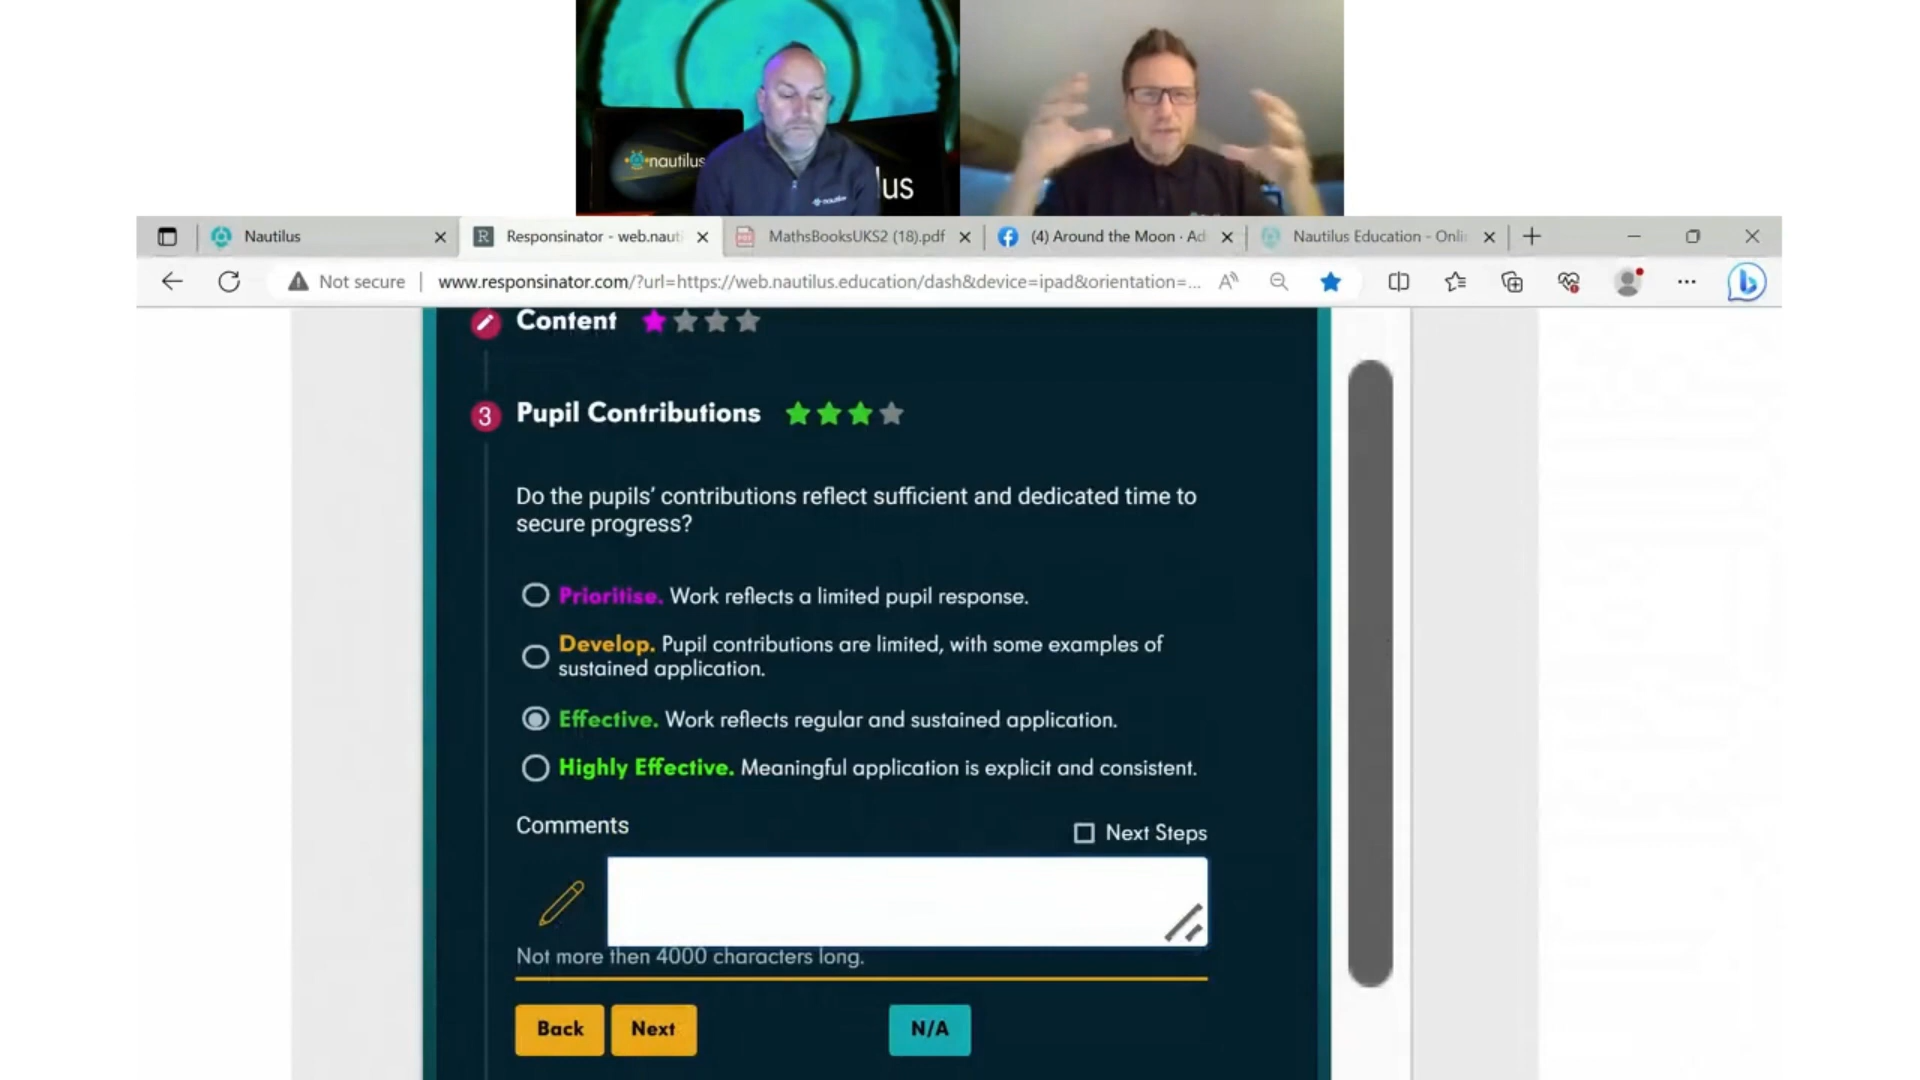 nautilus
lus
nautilus
Nautilus
Responsinator - web.nauti
MathsBooksUKS2 (18).pdf
(4) Around the Moon · Ad
Nautilus Education - Onli
Not secure
www.responsinator.com/?url=https://web.nautilus.education/dash&device=ipad&orientation=...
Content
3
Pupil Contributions
Do the pupils’ contributions reflect sufficient and dedicated time to
secure progress?
Prioritise. Work reflects a limited pupil response.
Develop. Pupil contributions are limited, with some examples of
sustained application.
Effective. Work reflects regular and sustained application.
Highly Effective. Meaningful application is explicit and consistent.
Comments
Next Steps
Not more then 4000 characters long.
Back
Next
N/A